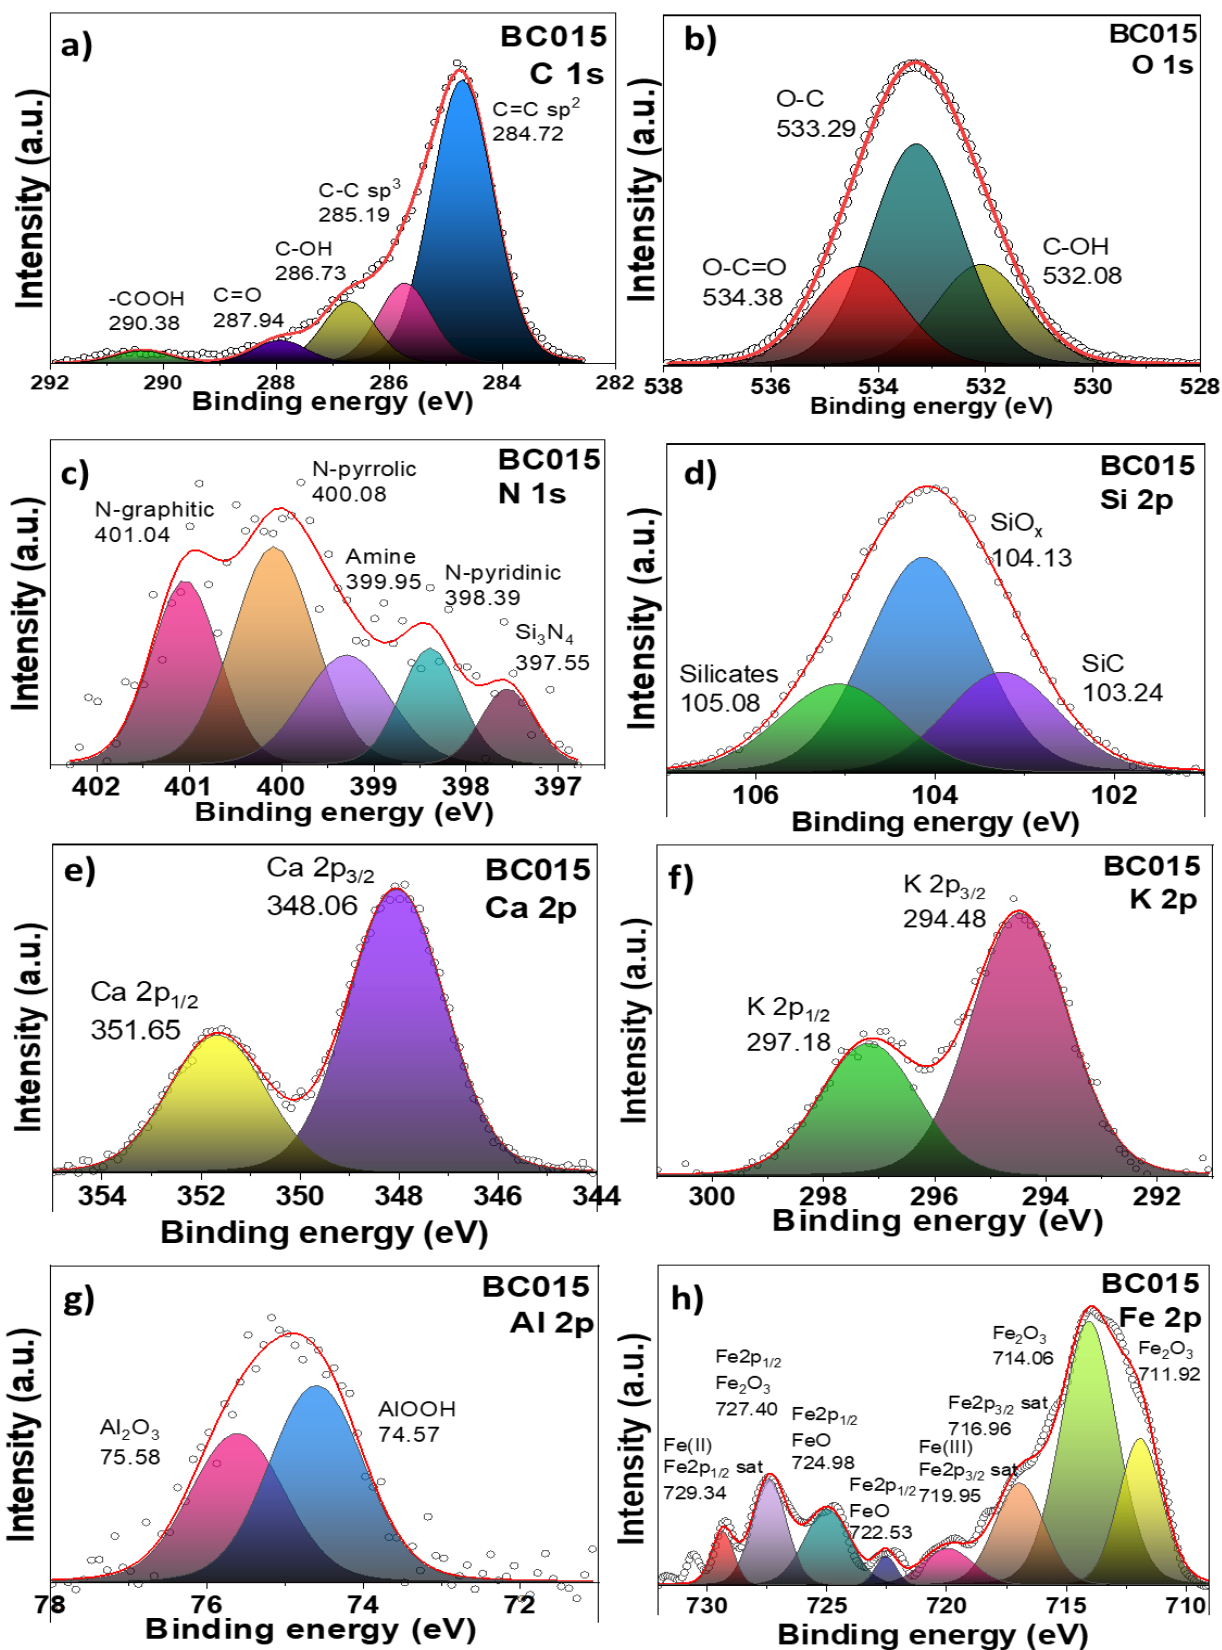 a)
BC015
C 1s
C=C sp²
284.72
C-C sp³
285.19
C-OH
286.73
C=O
287.94
-COOH
290.38
Intensity (a.u.)
292 290 288 286 284 282
Binding energy (eV)
b)
BC015
O 1s
O-C
533.29
O-C=O
534.38
C-OH
532.08
Intensity (a.u.)
538 536 534 532 530 528
Binding energy (eV)
c)
BC015
N 1s
N-pyrrolic
400.08
N-graphitic
401.04
Amine
399.95
N-pyridinic
398.39
Si₃N₄
397.55
Intensity (a.u.)
402 401 400 399 398 397
Binding energy (eV)
d)
BC015
Si 2p
SiOₓ
104.13
Silicates
105.08
SiC
103.24
Intensity (a.u.)
106 104 102
Binding energy (eV)
e)
BC015
Ca 2p
Ca 2p₃/₂
348.06
Ca 2p₁/₂
351.65
Intensity (a.u.)
354 352 350 348 346 344
Binding energy (eV)
f)
BC015
K 2p
K 2p₃/₂
294.48
K 2p₁/₂
297.18
Intensity (a.u.)
300 298 296 294 292
Binding energy (eV)
g)
BC015
Al 2p
Al₂O₃
75.58
AlOOH
74.57
Intensity (a.u.)
78 76 74 72
Binding energy (eV)
h)
BC015
Fe 2p
Fe₂O₃
714.06
Fe₂O₃
711.92
Fe2p₁/₂
Fe₂O₃
727.40
Fe2p₃/₂ sat
716.96
Fe2p₁/₂
FeO
724.98
Fe(II)
Fe2p₁/₂ sat
729.34
Fe(III)
Fe2p₃/₂ sat
719.95
Fe2p₁/₂
FeO
722.53
Intensity (a.u.)
730 725 720 715 710
Binding energy (eV)